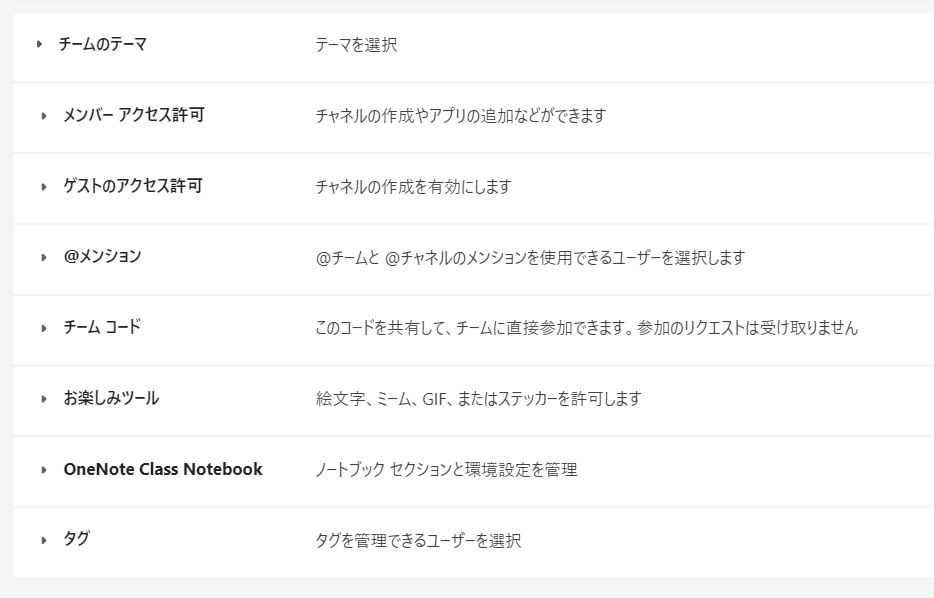 チームのテーマ テーマを選択
メンバー アクセス許可 チャネルの作成やアプリの追加などができます
ゲストのアクセス許可 チャネルの作成を有効にします
@メンション @チームと @チャネルのメンションを使用できるユーザーを選択します
チーム コード このコードを共有して、チームに直接参加できます。参加のリクエストは受け取りません
お楽しみツール 絵文字、ミーム、GIF、またはステッカーを許可します
OneNote Class Notebook ノートブック セクションと環境設定を管理
タグ タグを管理できるユーザーを選択